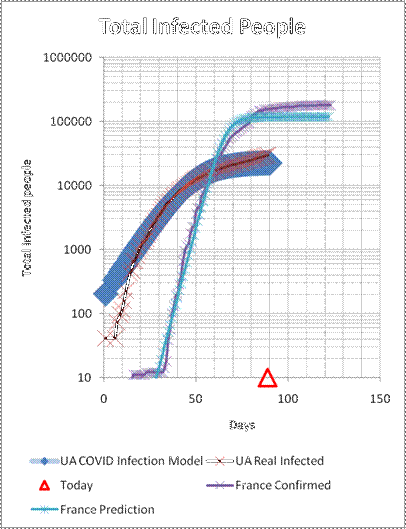 Total Infected People
1000000
100000
10000
1000
100
10
Total infected people
0 50 100 150
Days
UA COVID Infection Model UA Real Infected
Today France Confirmed
France Prediction